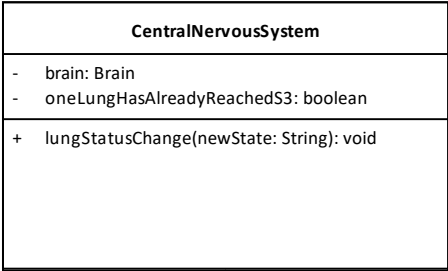 CentralNervousSystem
- brain: Brain
- oneLungHasAlreadyReachedS3: boolean
+ lungStatusChange(newState: String): void